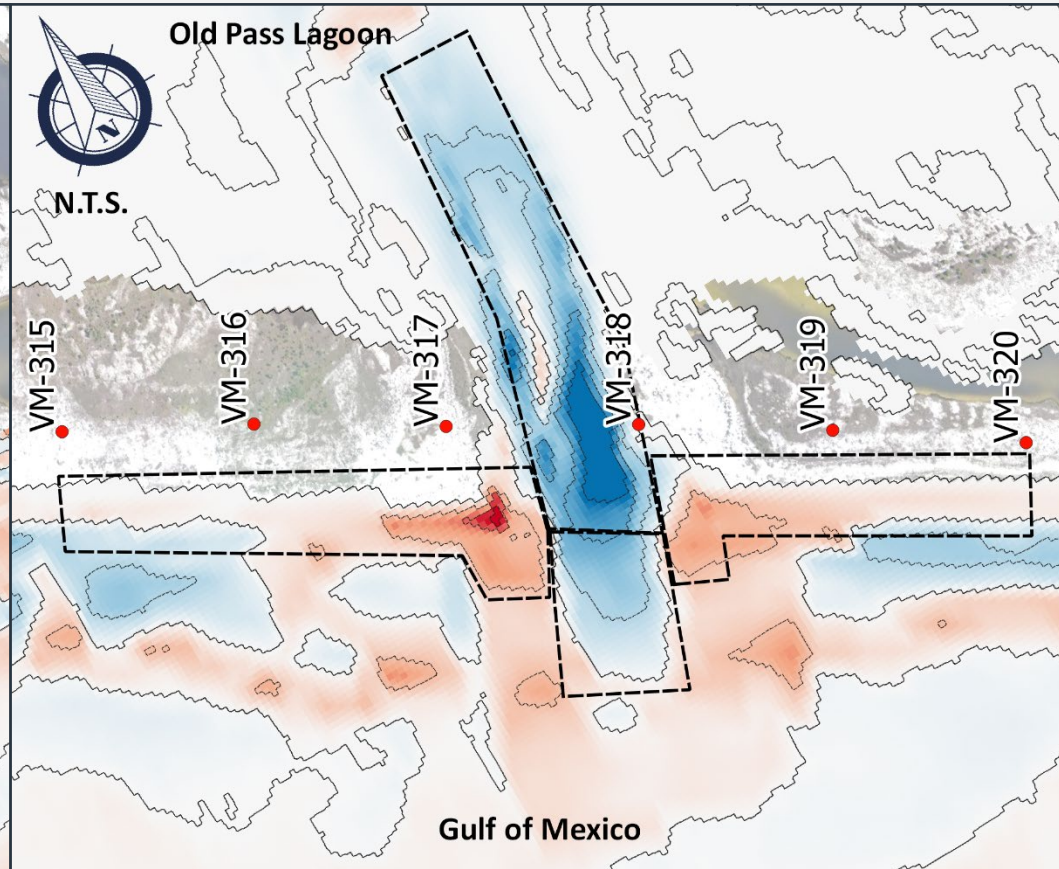 Old Pass Lagoon
N
N.T.S.
VM-315
VM-316
VM-317
VM-318
VM-319
VM-320
Gulf of Mexico